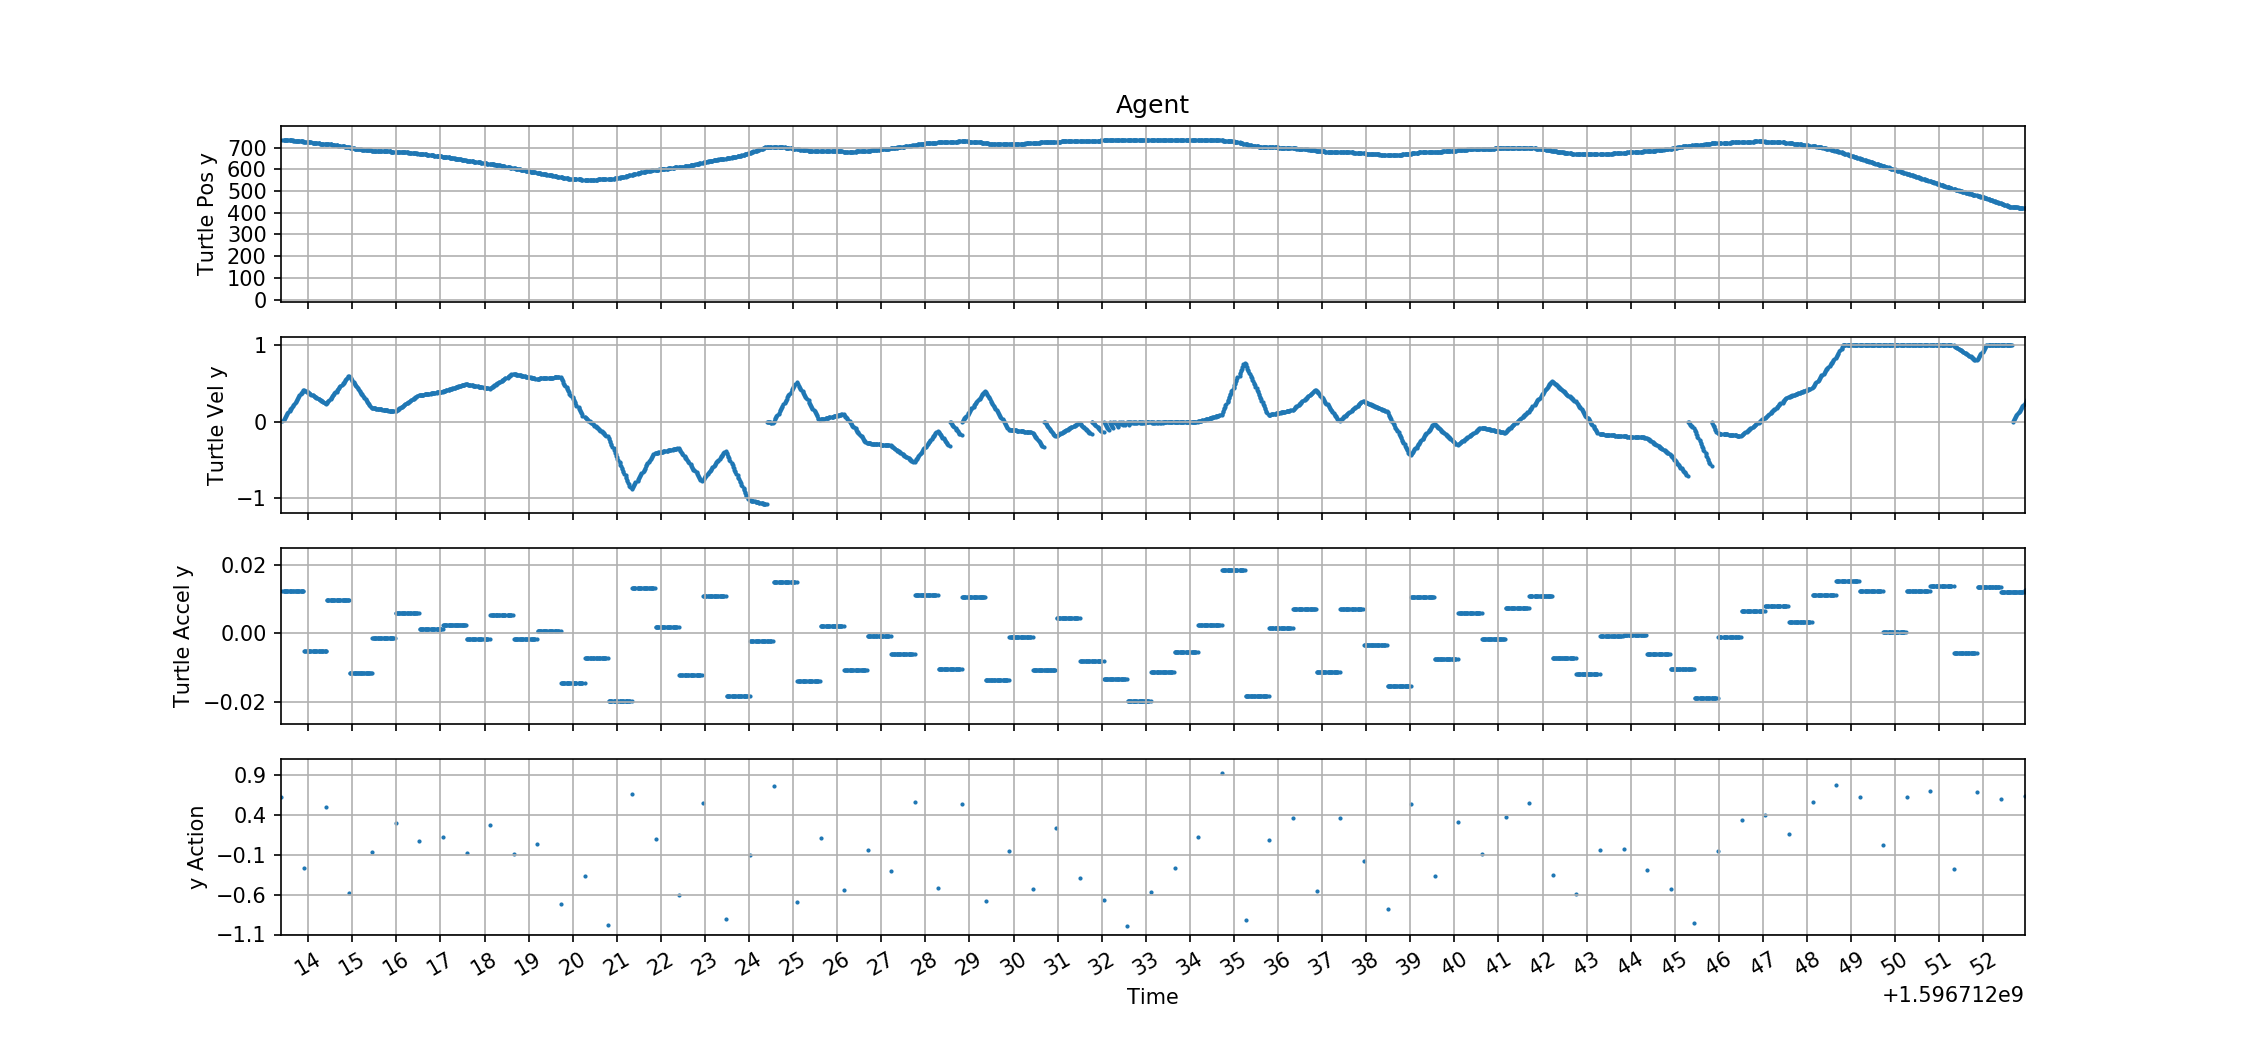 Agent
Turtle Pos y
700
600
500
400
300
200
100
0
Turtle Vel y
1
0
−1
Turtle Accel y
0.02
0.00
−0.02
y Action
0.9
0.4
−0.1
−0.6
−1.1
14 15 16 17 18 19 20 21 22 23 24 25 26 27 28 29 30 31 32 33 34 35 36 37 38 39 40 41 42 43 44 45 46 47 48 49 50 51 52
Time
+1.596712e9